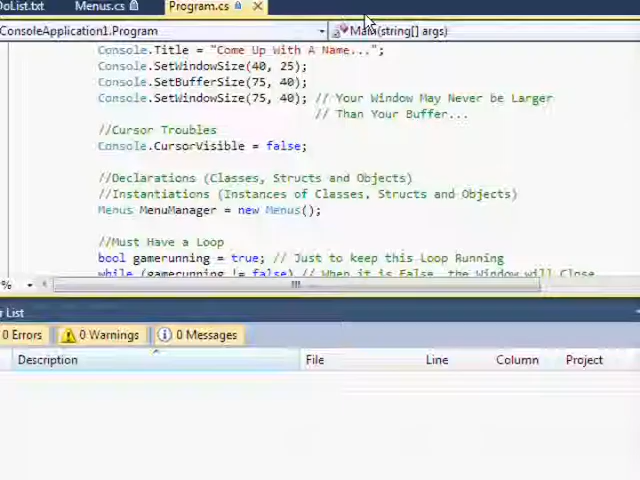 oList.txt Menus.cs Program.cs
ConsoleApplication1.Program Main(string[] args)
Console.Title = "Come Up With A Name...";
Console.SetWindowSize(40, 25);
Console.SetBufferSize(75, 40);
Console.SetWindowSize(75, 40); // Your Window May Never be Larger
// Than Your Buffer...
//Cursor Troubles
Console.CursorVisible = false;
//Declarations (Classes, Structs and Objects)
//Instantiations (Instances of Classes, Structs and Objects)
Menus MenuManager = new Menus();
//Must Have a Loop
bool gamerunning = true; // Just to keep this Loop Running
while (gamerunning != false) // When it is False, the Window will Close
%
r List
0 Errors 0 Warnings 0 Messages
Description File Line Column Project